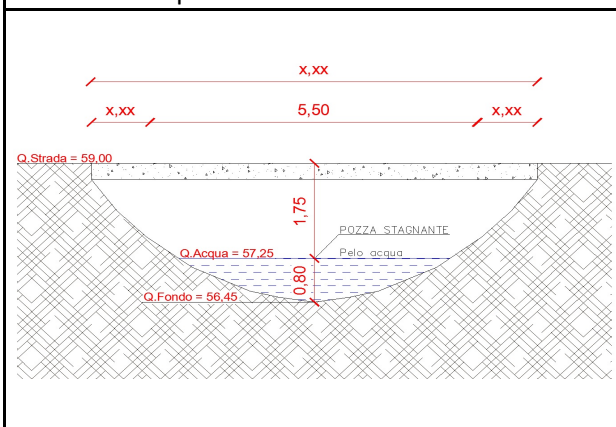 x,xx
x,xx 5,50 x,xx
Q.Strada = 59,00
1,75
POZZA STAGNANTE
Q.Acqua = 57,25 Pelo acqua
0,80
Q.Fondo = 56,45